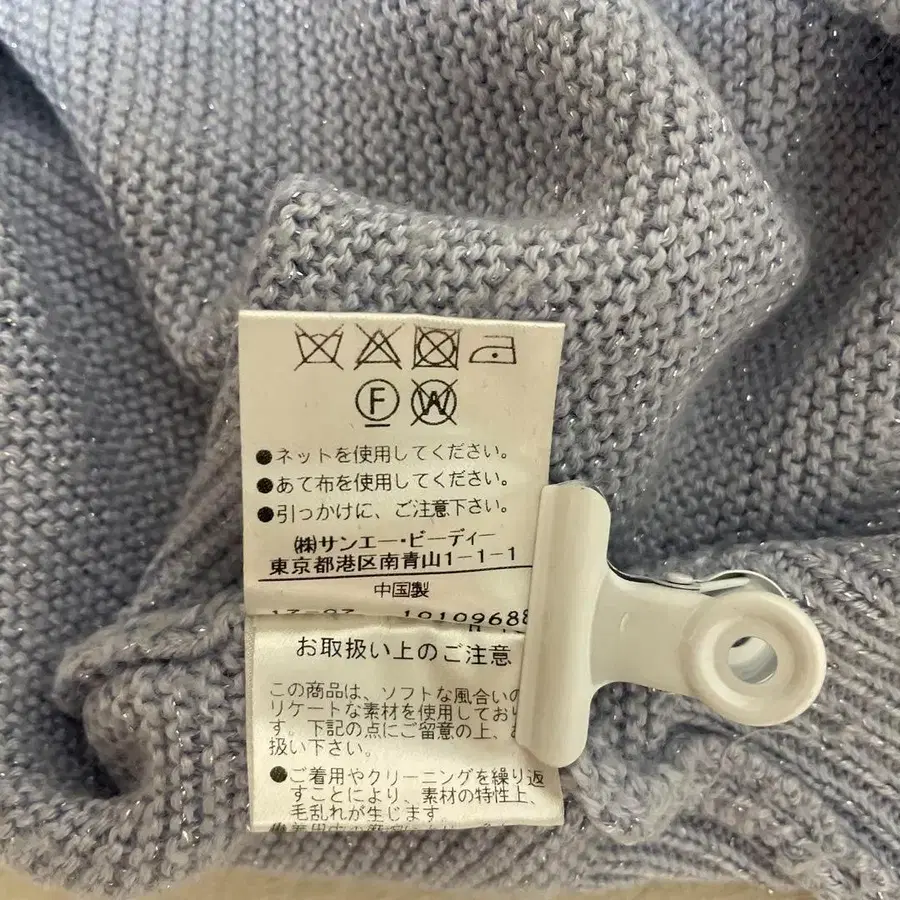 F
W
●ネットを使用してください。
●あて布を使用してください。
●引っかけに、ご注意下さい。
㈱サンエー・ビーディー
東京都港区南青山1-1-1
中国製
お取扱い上のご注意
この商品は、ソフトな風合いの
リケートな素材を使用しており
す。下記の点にご留意の上、お
扱い下さい。
●ご着用やクリーニングを繰り返
すことにより、素材の特性上、
毛乱れが生じます